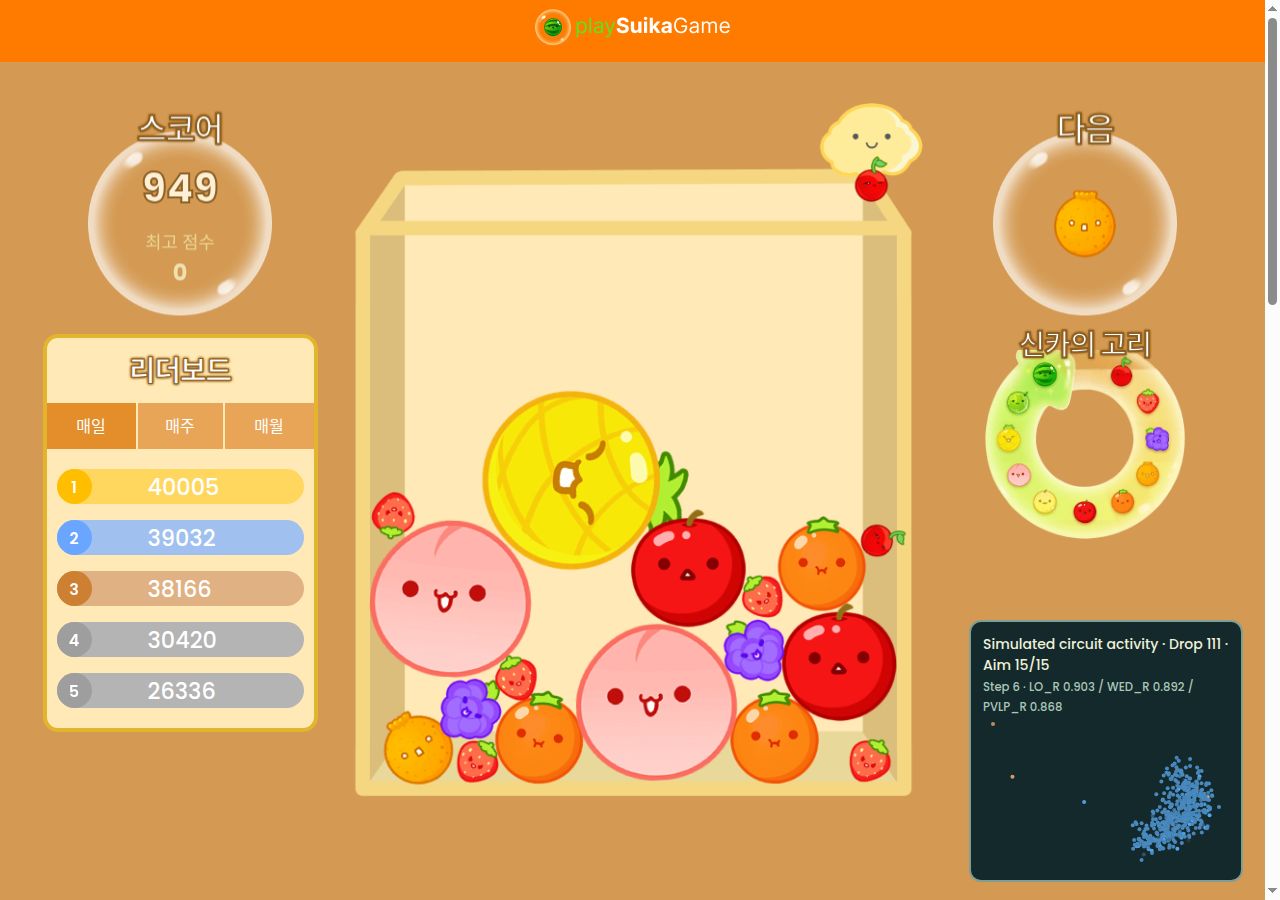 playSuikaGame
스코어
949
최고 점수
0
다음
리더보드
매일 매주 매월
1 40005
2 39032
3 38166
4 30420
5 26336
신카의 고리
Simulated circuit activity · Drop 111 ·
Aim 15/15
Step 6 · LO_R 0.903 / WED_R 0.892 /
PVLP_R 0.868